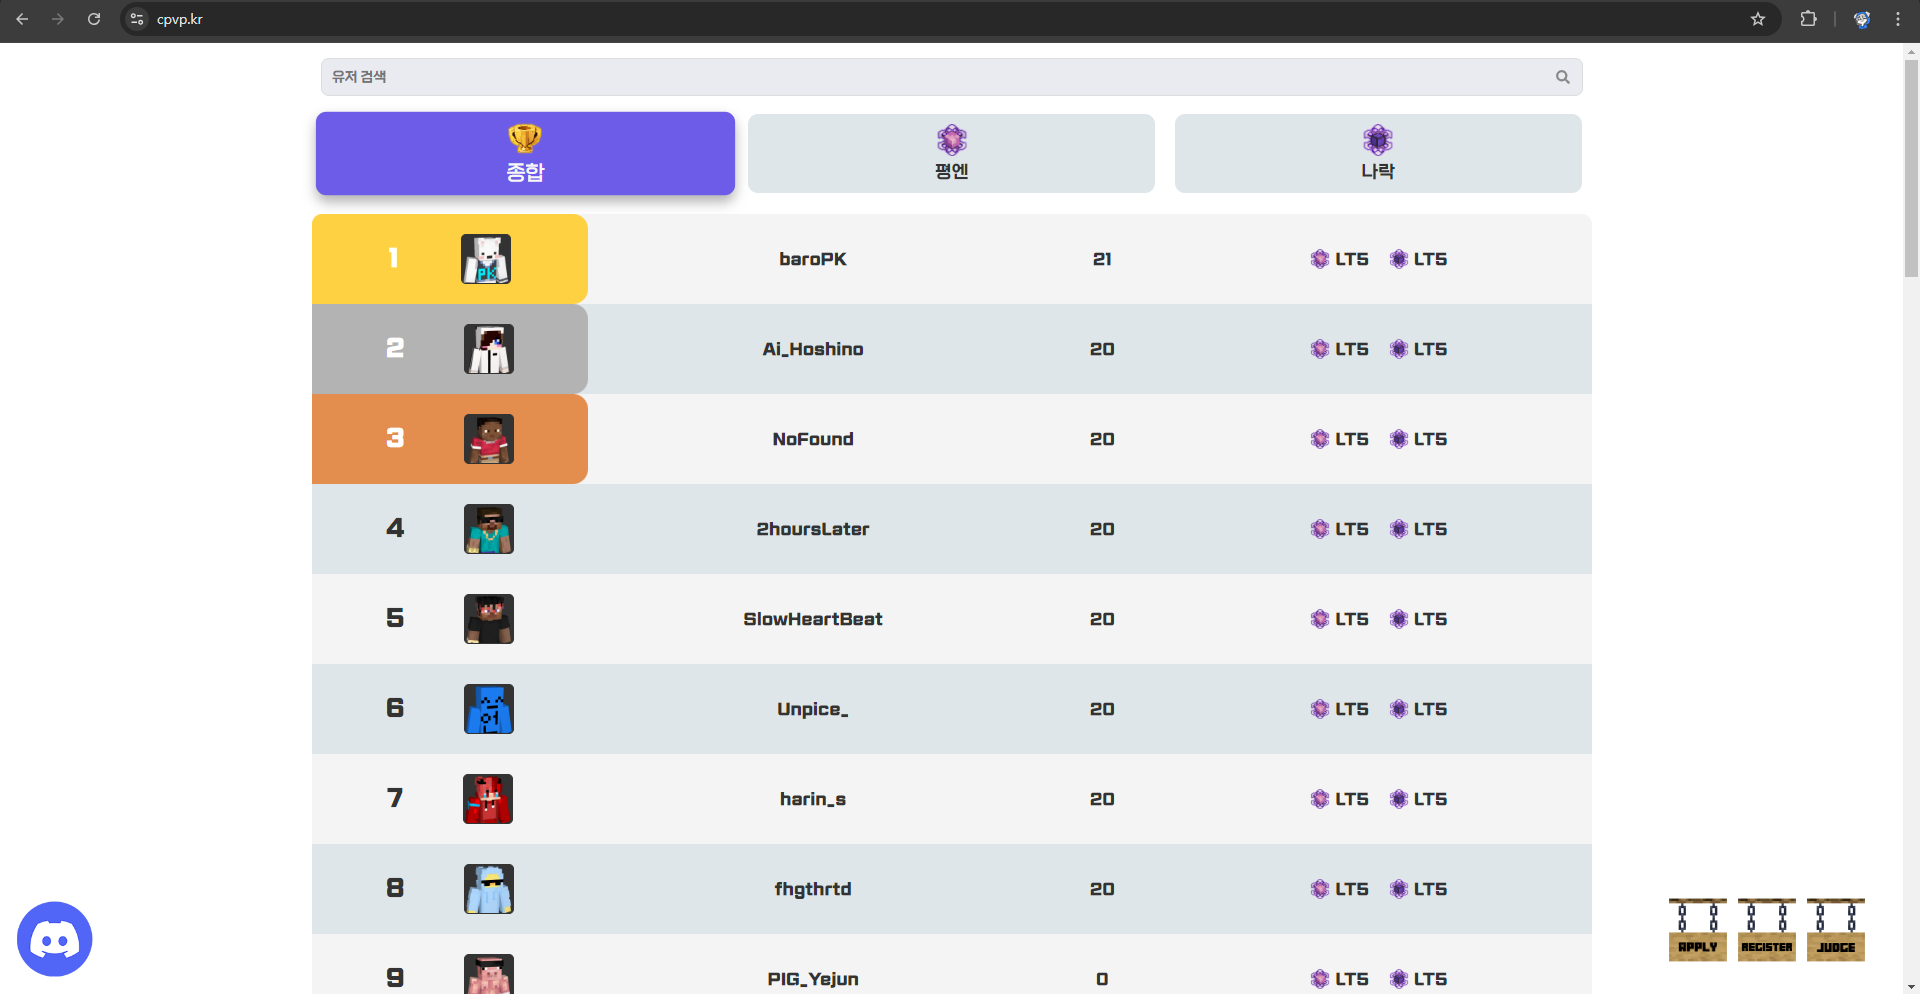 cpvp.kr
유저 검색
종합
평엔
나락
1 baroPK 21 LT5 LT5
2 Ai_Hoshino 20 LT5 LT5
3 NoFound 20 LT5 LT5
4 2hoursLater 20 LT5 LT5
5 SlowHeartBeat 20 LT5 LT5
6 Unpice_ 20 LT5 LT5
7 harin_s 20 LT5 LT5
8 fhgthrtd 20 LT5 LT5
9 PIG_Yejun 0 LT5 LT5
APPLY
REGISTER
JUDGE
PK